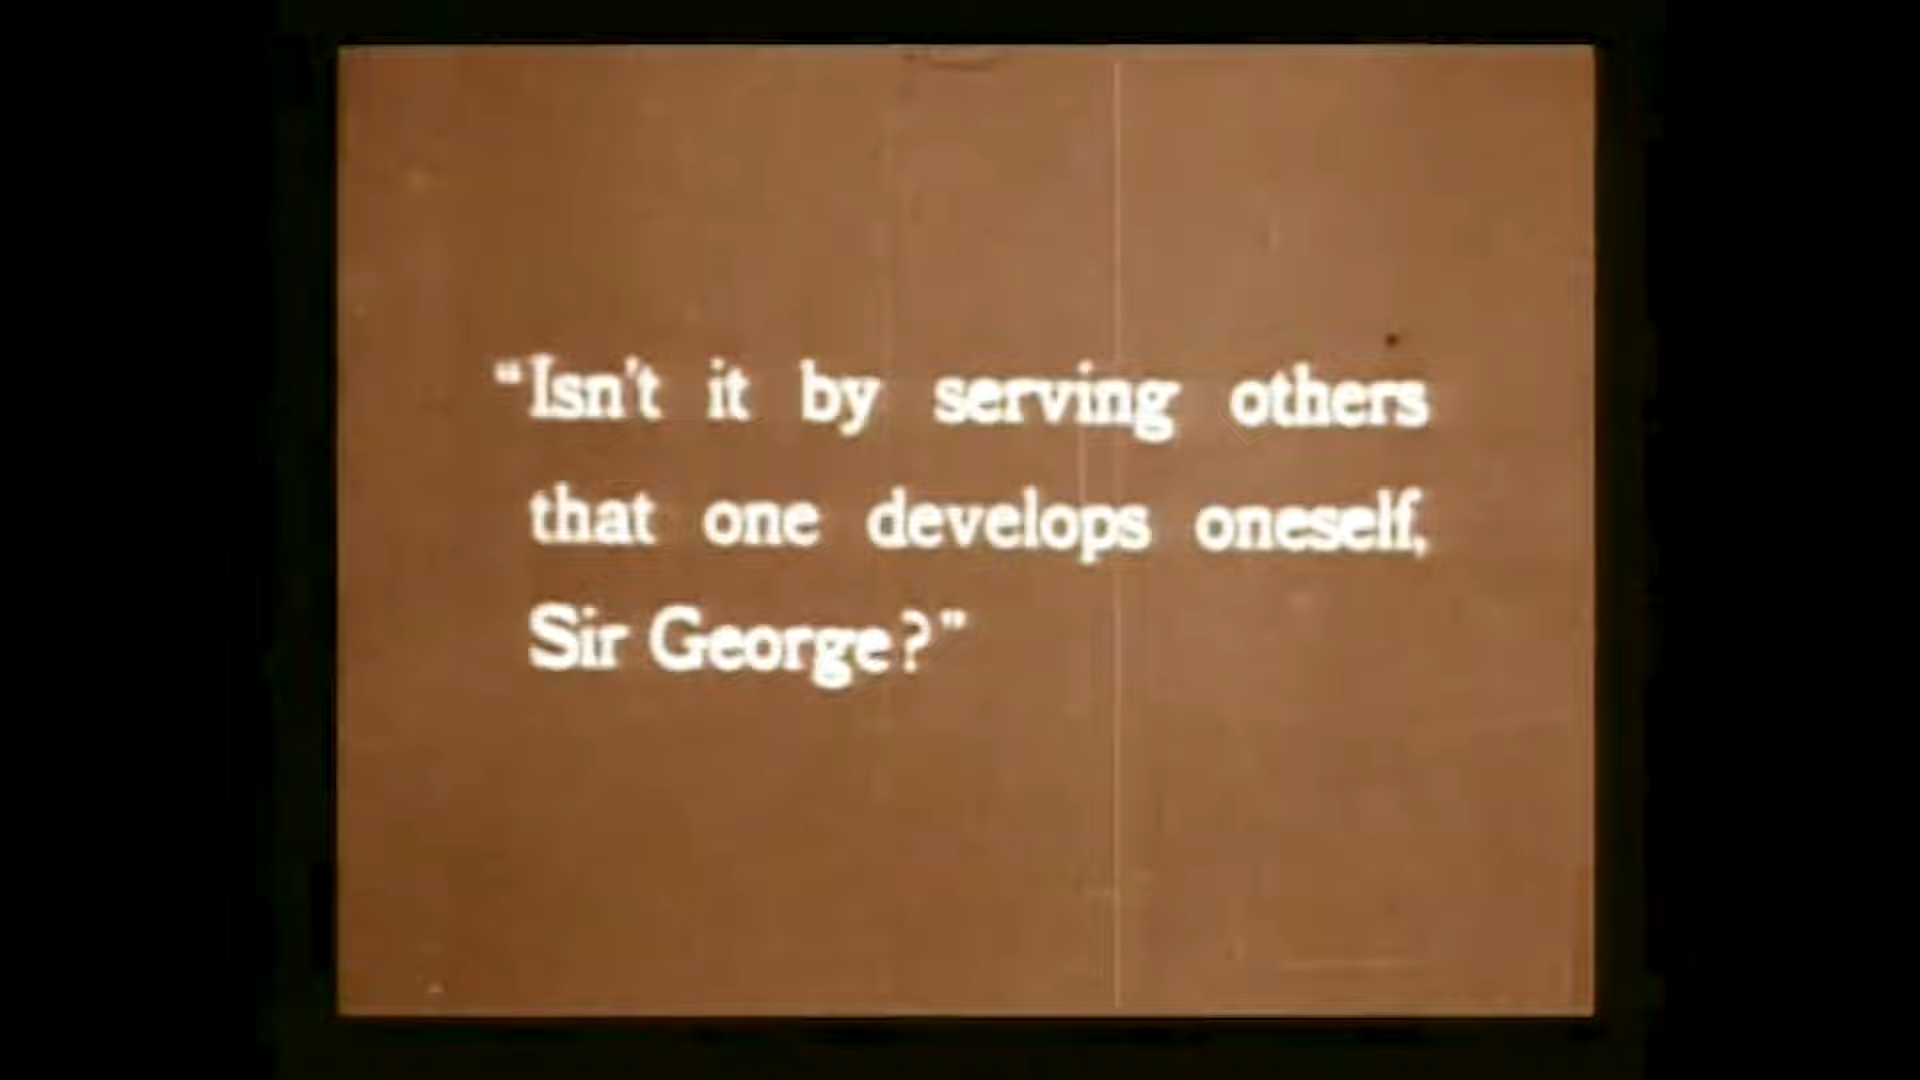 “Isn't it by serving others
that one develops oneself,
Sir George?”